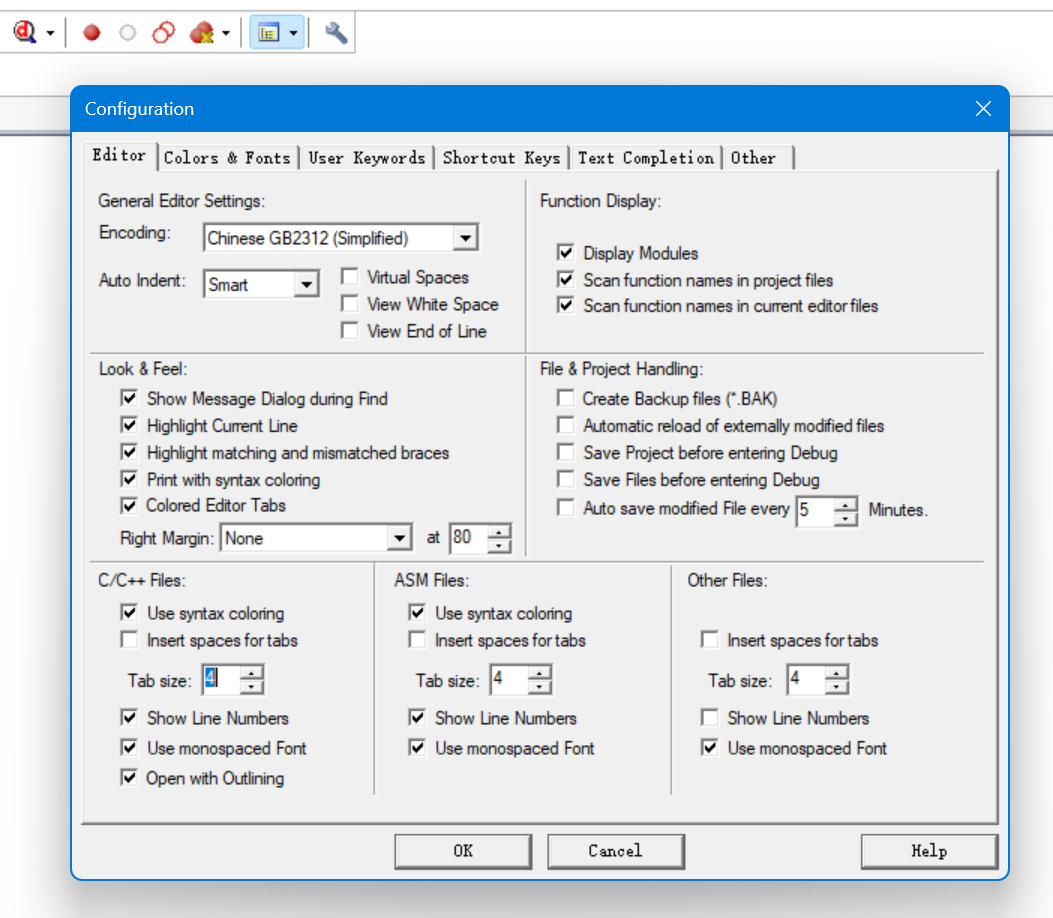 Configuration
Editor
Colors & Fonts
User Keywords
Shortcut Keys
Text Completion
Other
General Editor Settings:
Encoding:
Chinese GB2312 (Simplified)
Auto Indent:
Smart
Virtual Spaces
View White Space
View End of Line
Function Display:
Display Modules
Scan function names in project files
Scan function names in current editor files
Look & Feel:
Show Message Dialog during Find
Highlight Current Line
Highlight matching and mismatched braces
Print with syntax coloring
Colored Editor Tabs
Right Margin:
None
at
80
File & Project Handling:
Create Backup files (*.BAK)
Automatic reload of externally modified files
Save Project before entering Debug
Save Files before entering Debug
Auto save modified File every 5 Minutes.
C/C++ Files:
Use syntax coloring
Insert spaces for tabs
Tab size: 4
Show Line Numbers
Use monospaced Font
Open with Outlining
ASM Files:
Use syntax coloring
Insert spaces for tabs
Tab size: 4
Show Line Numbers
Use monospaced Font
Other Files:
Insert spaces for tabs
Tab size: 4
Show Line Numbers
Use monospaced Font
OK
Cancel
Help